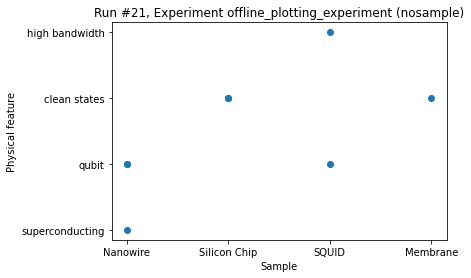 Run #21, Experiment offline_plotting_experiment (nosample)
high bandwidth
clean states
qubit
superconducting
Physical feature
Nanowire
Silicon Chip
SQUID
Membrane
Sample